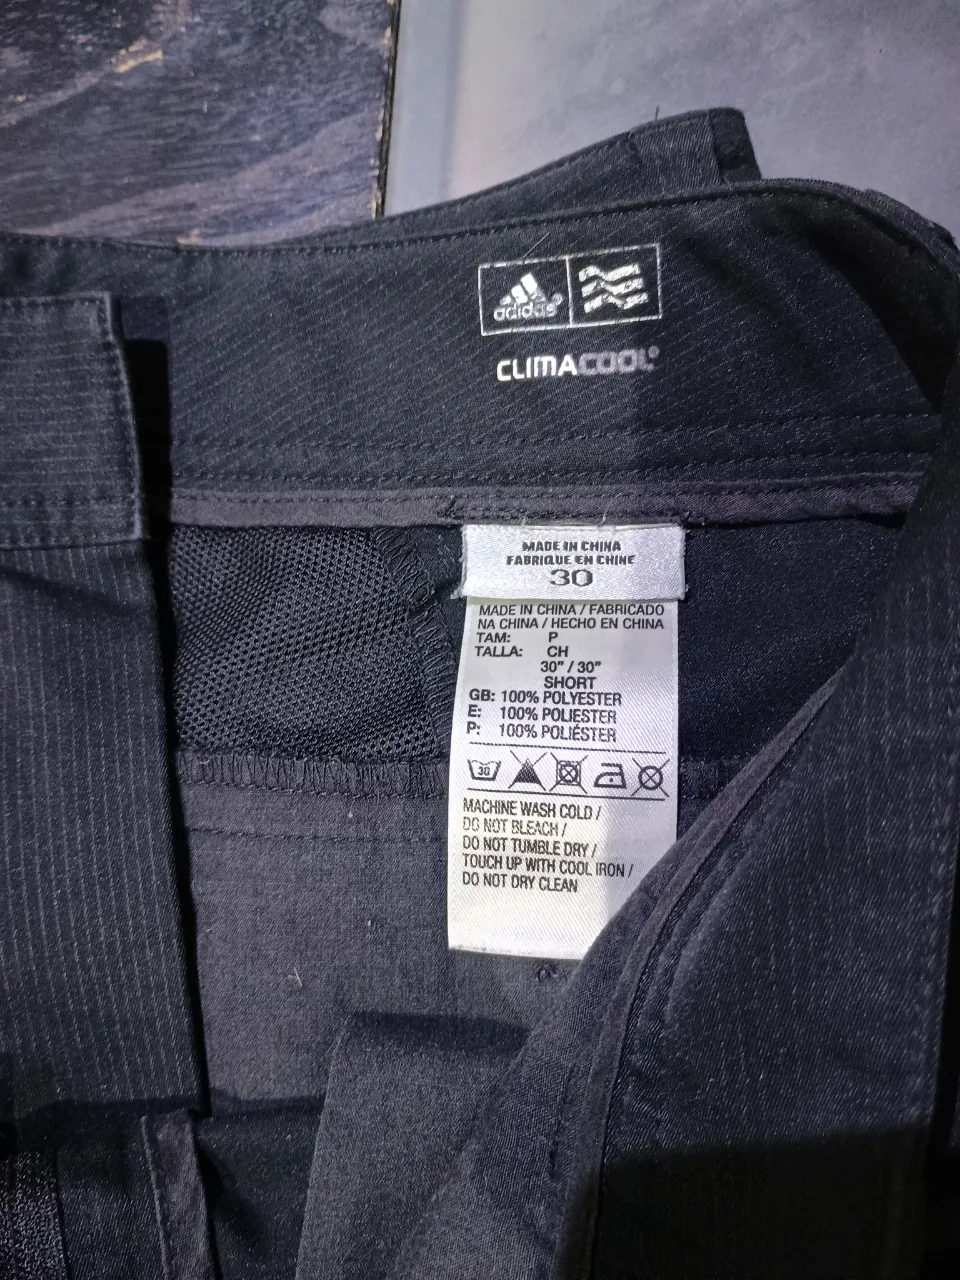 adidas®
CLIMACOOL®
MADE IN CHINA
FABRIQUE EN CHINE
30
MADE IN CHINA / FABRICADO
NA CHINA / HECHO EN CHINA
TAM: P
TALLA: CH
30" / 30"
SHORT
GB: 100% POLYESTER
E: 100% POLIESTER
P: 100% POLIÉSTER
30
MACHINE WASH COLD /
DO NOT BLEACH /
DO NOT TUMBLE DRY /
TOUCH UP WITH COOL IRON /
DO NOT DRY CLEAN